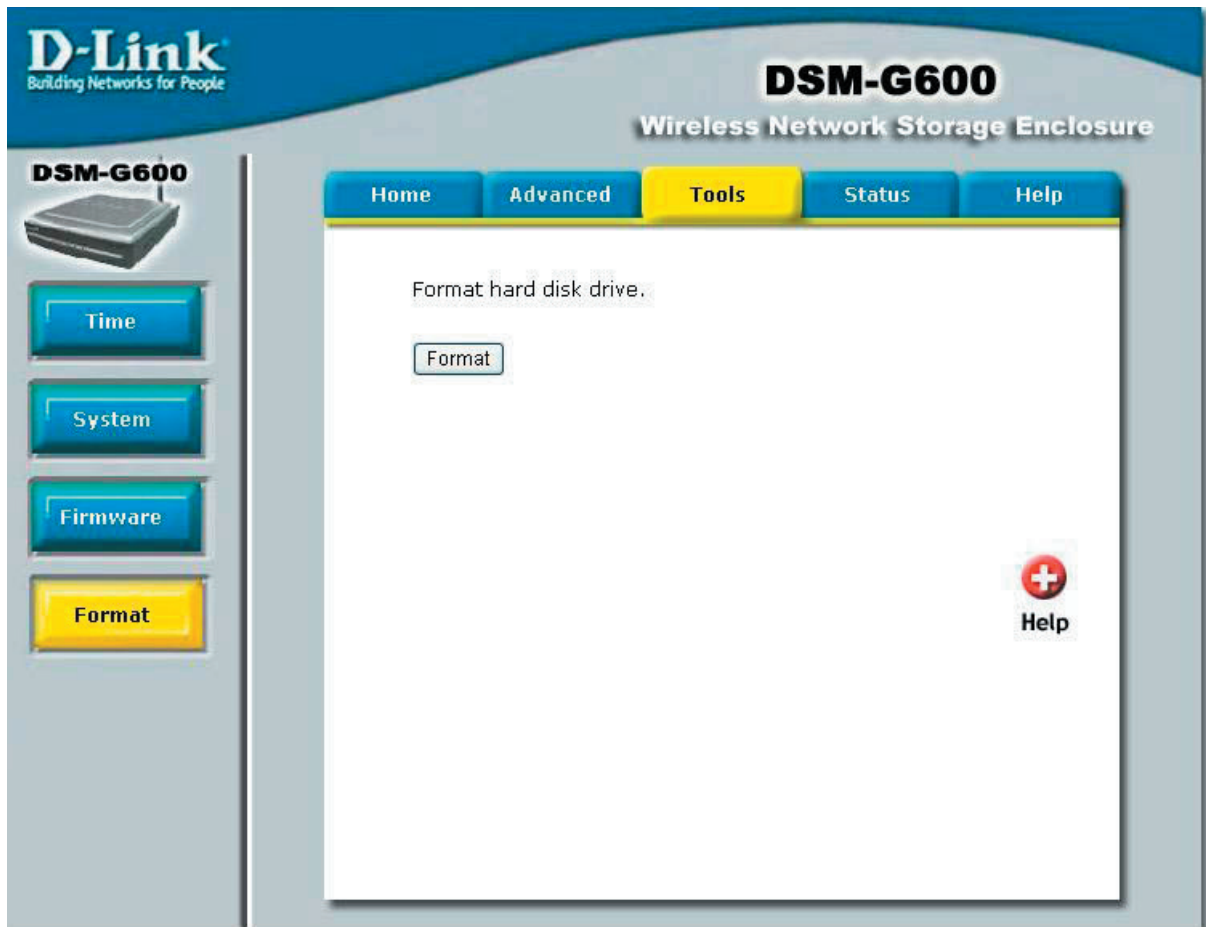 D-Link
Building Networks for People
DSM-G600
Wireless Network Storage Enclosure
DSM-G600
Home Advanced Tools Status Help
Time
System
Firmware
Format
Format hard disk drive.
Format
Help